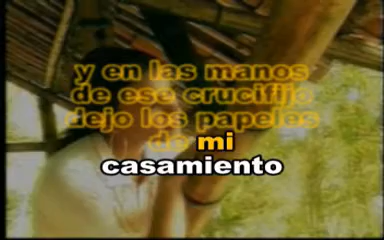 y en las manos
de ese crucifijo
dejo los papeles
de mi
casamiento